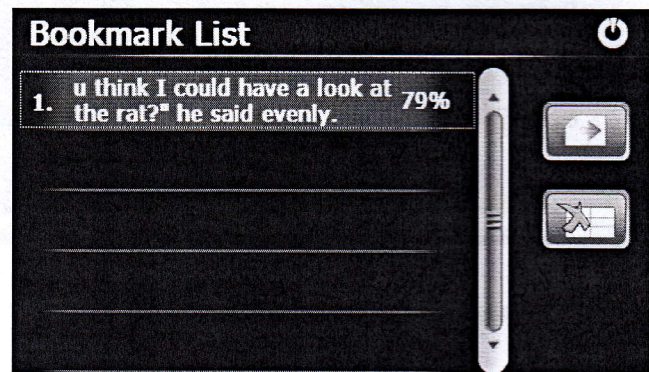 Bookmark List
1. u think I could have a look at 79%
the rat?" he said evenly.